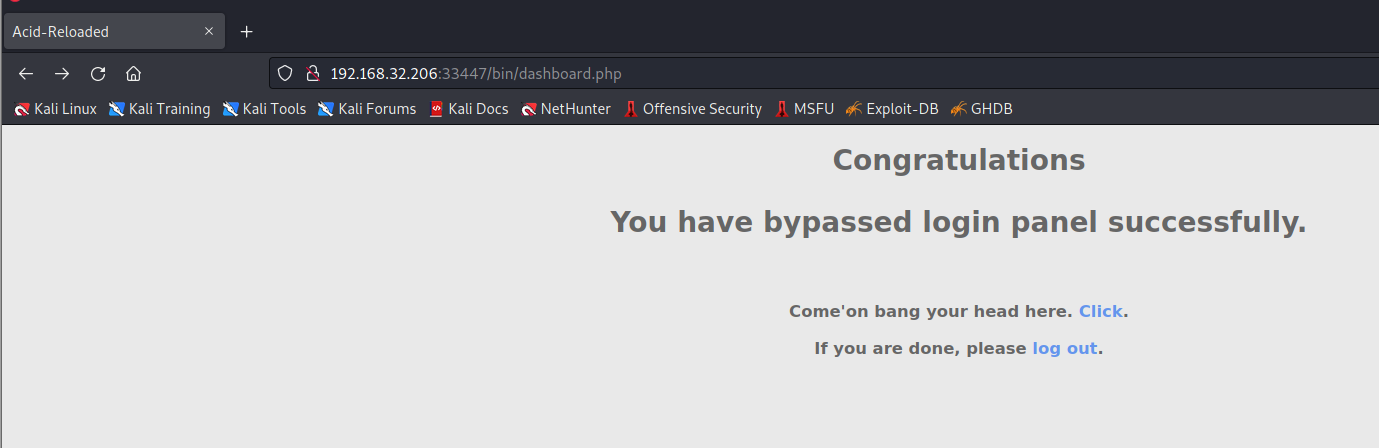 Acid-Reloaded
192.168.32.206:33447/bin/dashboard.php
Kali Linux Kali Training Kali Tools Kali Forums Kali Docs NetHunter Offensive Security MSFU Exploit-DB GHDB
Congratulations
You have bypassed login panel successfully.
Come'on bang your head here. Click.
If you are done, please log out.